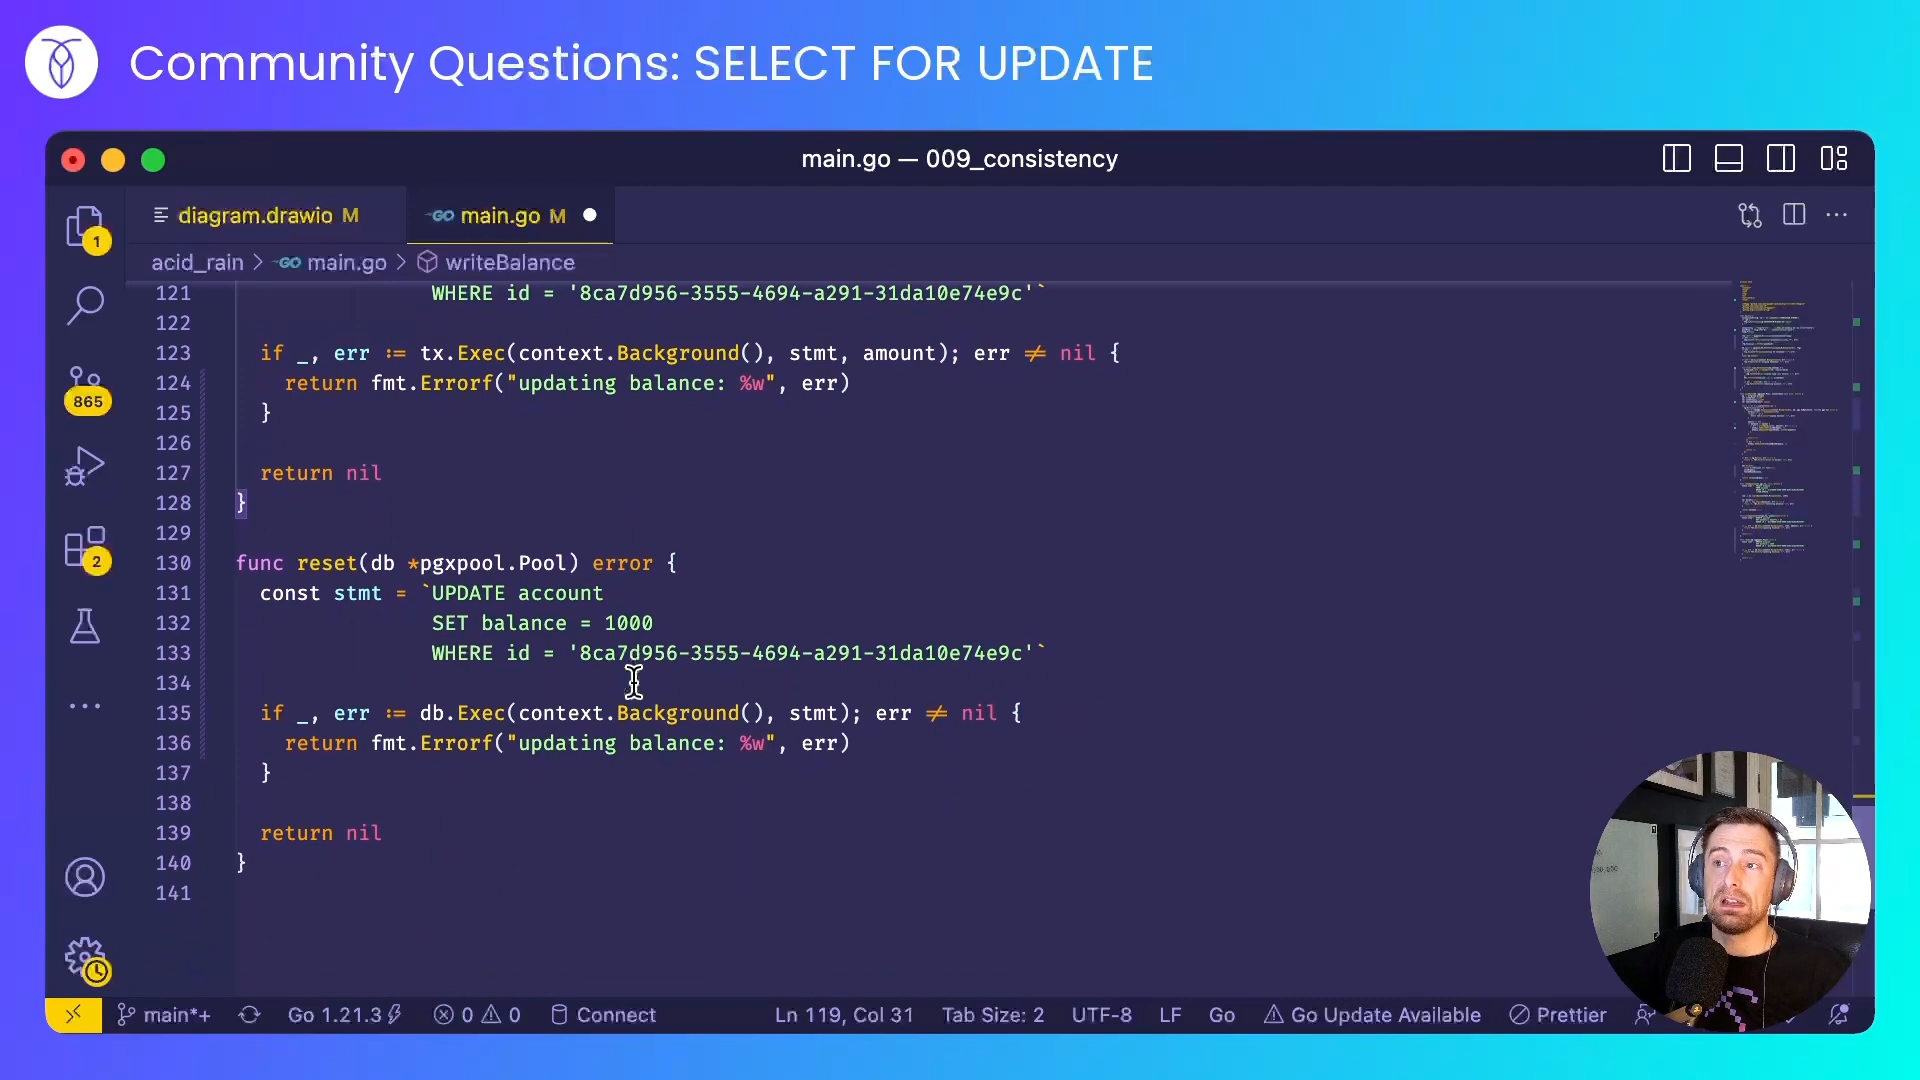 Community Questions: SELECT FOR UPDATE
main.go — 009_consistency
diagram.drawio M
GO main.go M
1
acid_rain > GO main.go > writeBalance
121 WHERE id = '8ca7d956-3555-4694-a291-31da10e74e9c'`
122
123 if _, err := tx.Exec(context.Background(), stmt, amount); err ≠ nil {
124 return fmt.Errorf("updating balance: %w", err)
865
125 }
126
127 return nil
128 }
129
130 func reset(db *pgxpool.Pool) error {
2
131 const stmt = `UPDATE account
132 SET balance = 1000
133 WHERE id = '8ca7d956-3555-4694-a291-31da10e74e9c'`
134
135 if _, err := db.Exec(context.Background(), stmt); err ≠ nil {
136 return fmt.Errorf("updating balance: %w", err)
137 }
138
139 return nil
140 }
141
main*+ Go 1.21.3 0 0 Connect Ln 119, Col 31 Tab Size: 2 UTF-8 LF Go Go Update Available Prettier